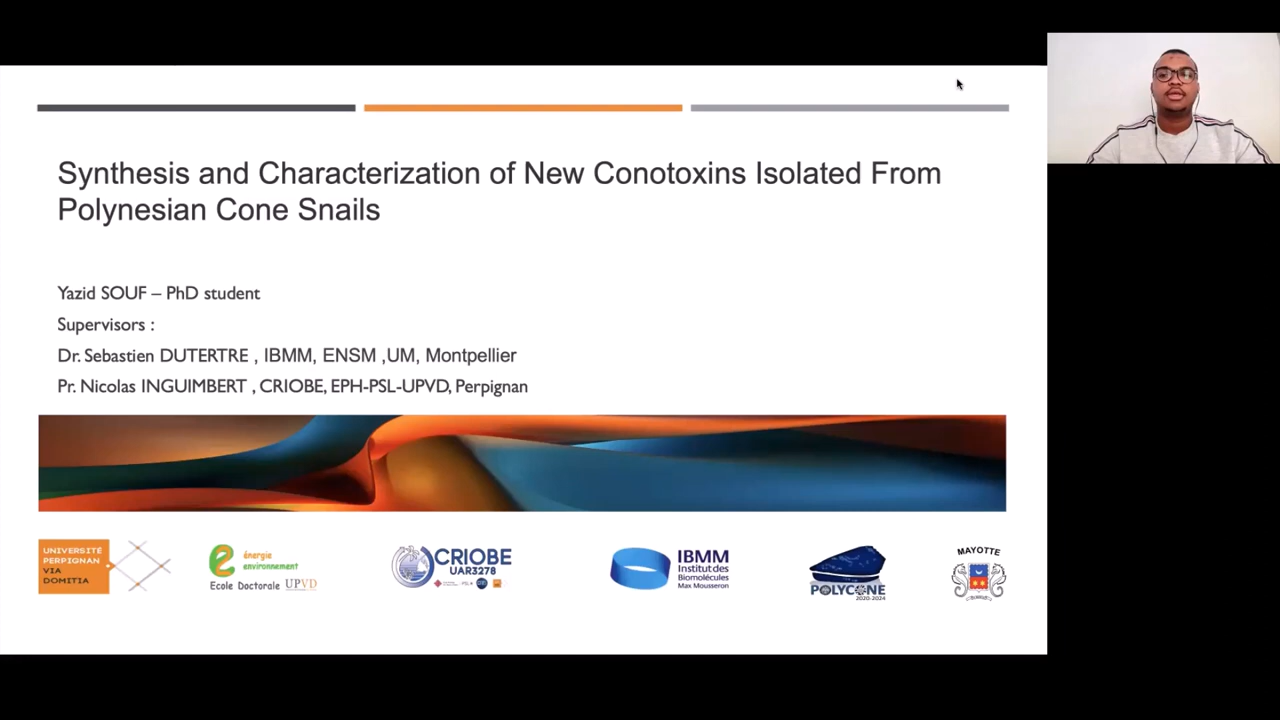 Synthesis and Characterization of New Conotoxins Isolated From
Polynesian Cone Snails
Yazid SOUF – PhD student
Supervisors :
Dr. Sebastien DUTERTRE , IBMM, ENSM ,UM, Montpellier
Pr. Nicolas INGUIMBERT , CRIOBE, EPH-PSL-UPVD, Perpignan
UNIVERSITÉ
PERPIGNAN
VIA
DOMITIA
énergie
environnement
Ecole Doctorale UPVD
CRIOBE
UAR3278
IBMM
Institut des
Biomolécules
Max Mousseron
POLYCONE
2020-2024
MAYOTTE